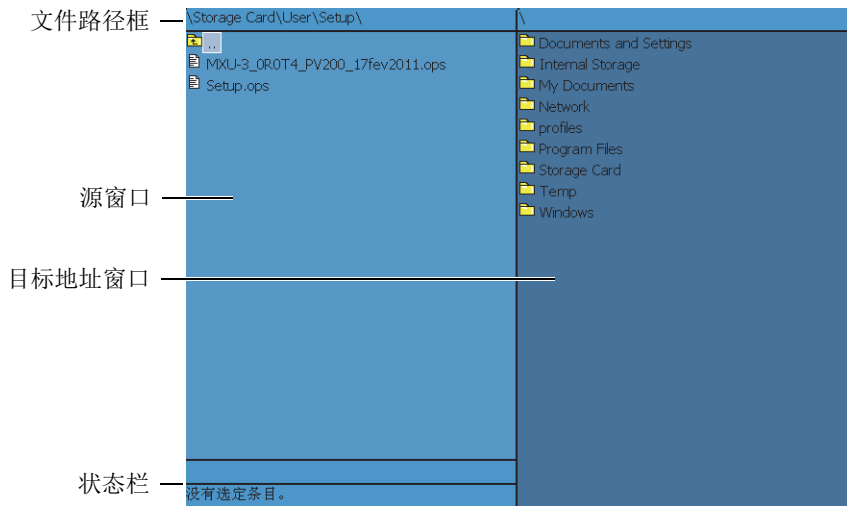 文件路径框
\Storage Card\User\Setup\
\
..
MXU-3_0R0T4_PV200_17fev2011.ops
Setup.ops
Documents and Settings
Internal Storage
My Documents
Network
profiles
Program Files
Storage Card
Temp
Windows
源窗口
目标地址窗口
状态栏
没有选定条目。